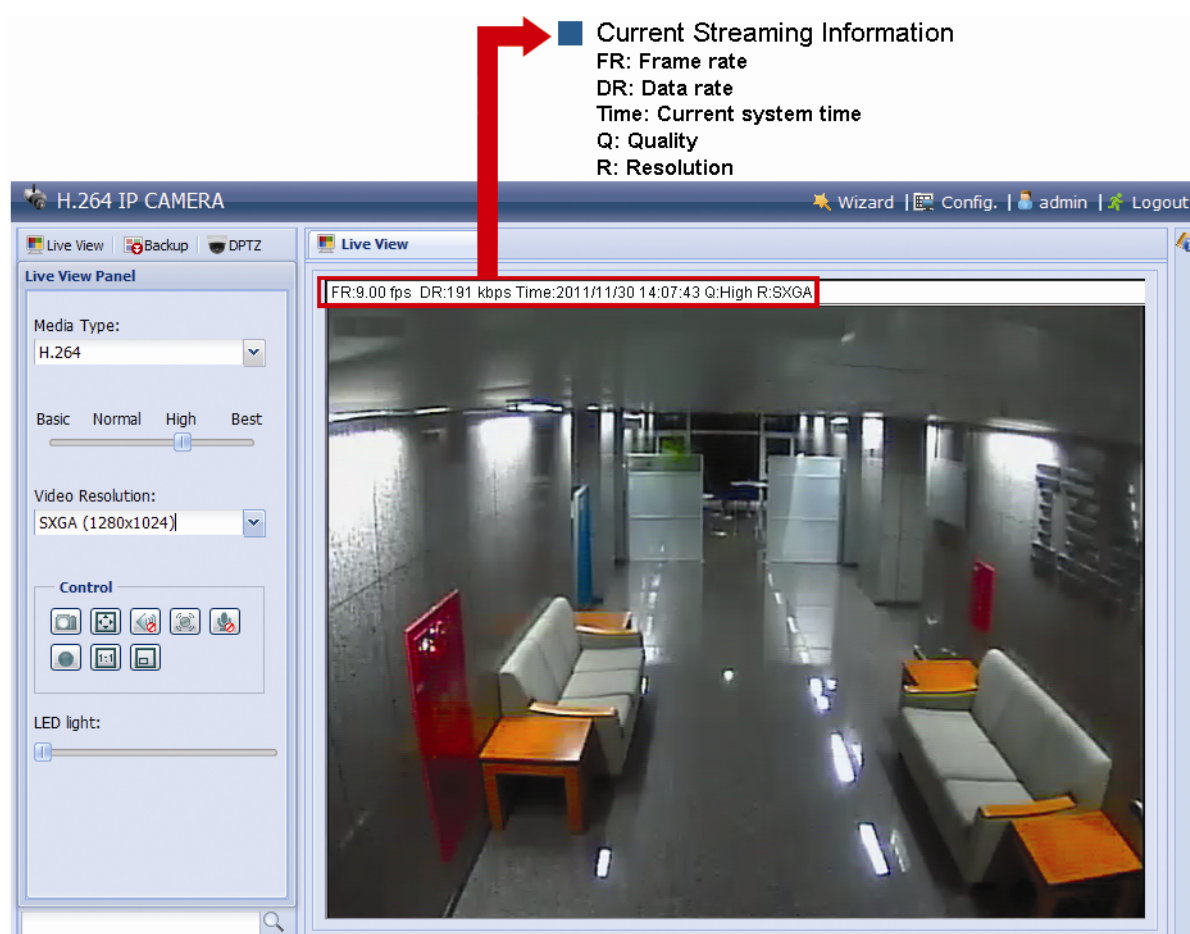 Current Streaming Information
FR: Frame rate
DR: Data rate
Time: Current system time
Q: Quality
R: Resolution
H.264 IP CAMERA
Wizard | Config. | admin | Logout
Live View | Backup | DPTZ
Live View
Live View Panel
FR:9.00 fps DR:191 kbps Time:2011/11/30 14:07:43 Q:High R:SXGA
Media Type:
H.264
Basic Normal High Best
Video Resolution:
SXGA (1280x1024)
Control
1:1
LED light: